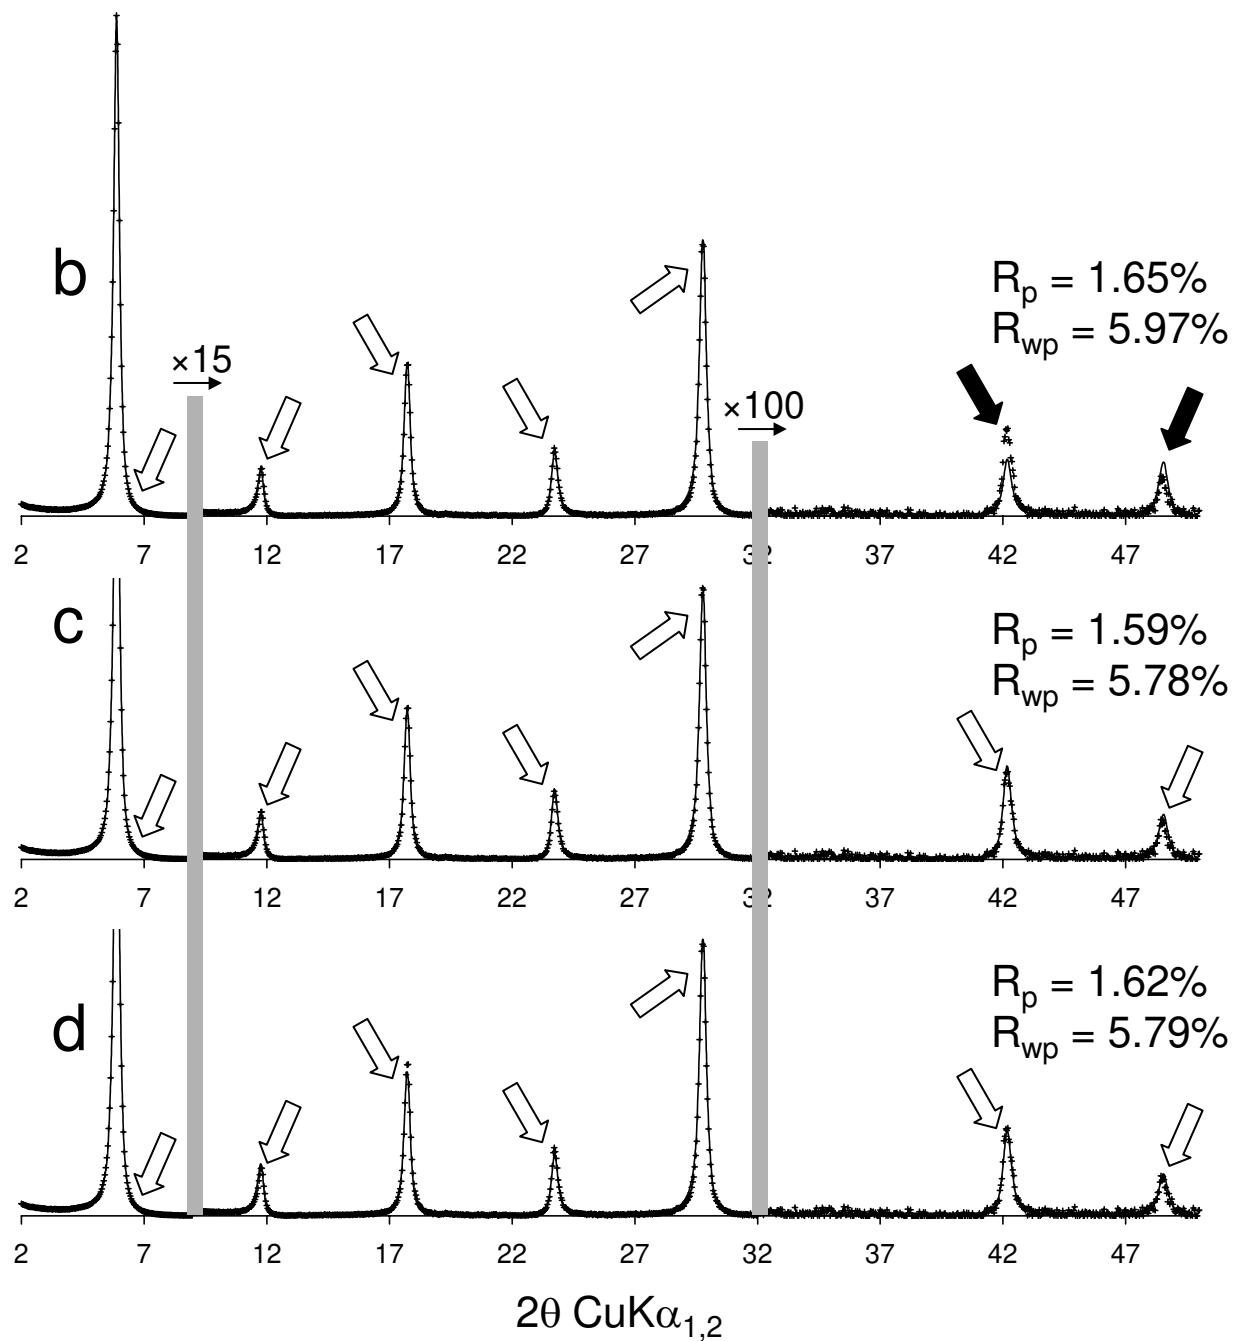 b
R_p = 1.65%
R_wp = 5.97%
×15
×100
2 7 12 17 22 27 32 37 42 47
c
R_p = 1.59%
R_wp = 5.78%
2 7 12 17 22 27 32 37 42 47
d
R_p = 1.62%
R_wp = 5.79%
2 7 12 17 22 27 32 37 42 47
2θ CuKα_1,2